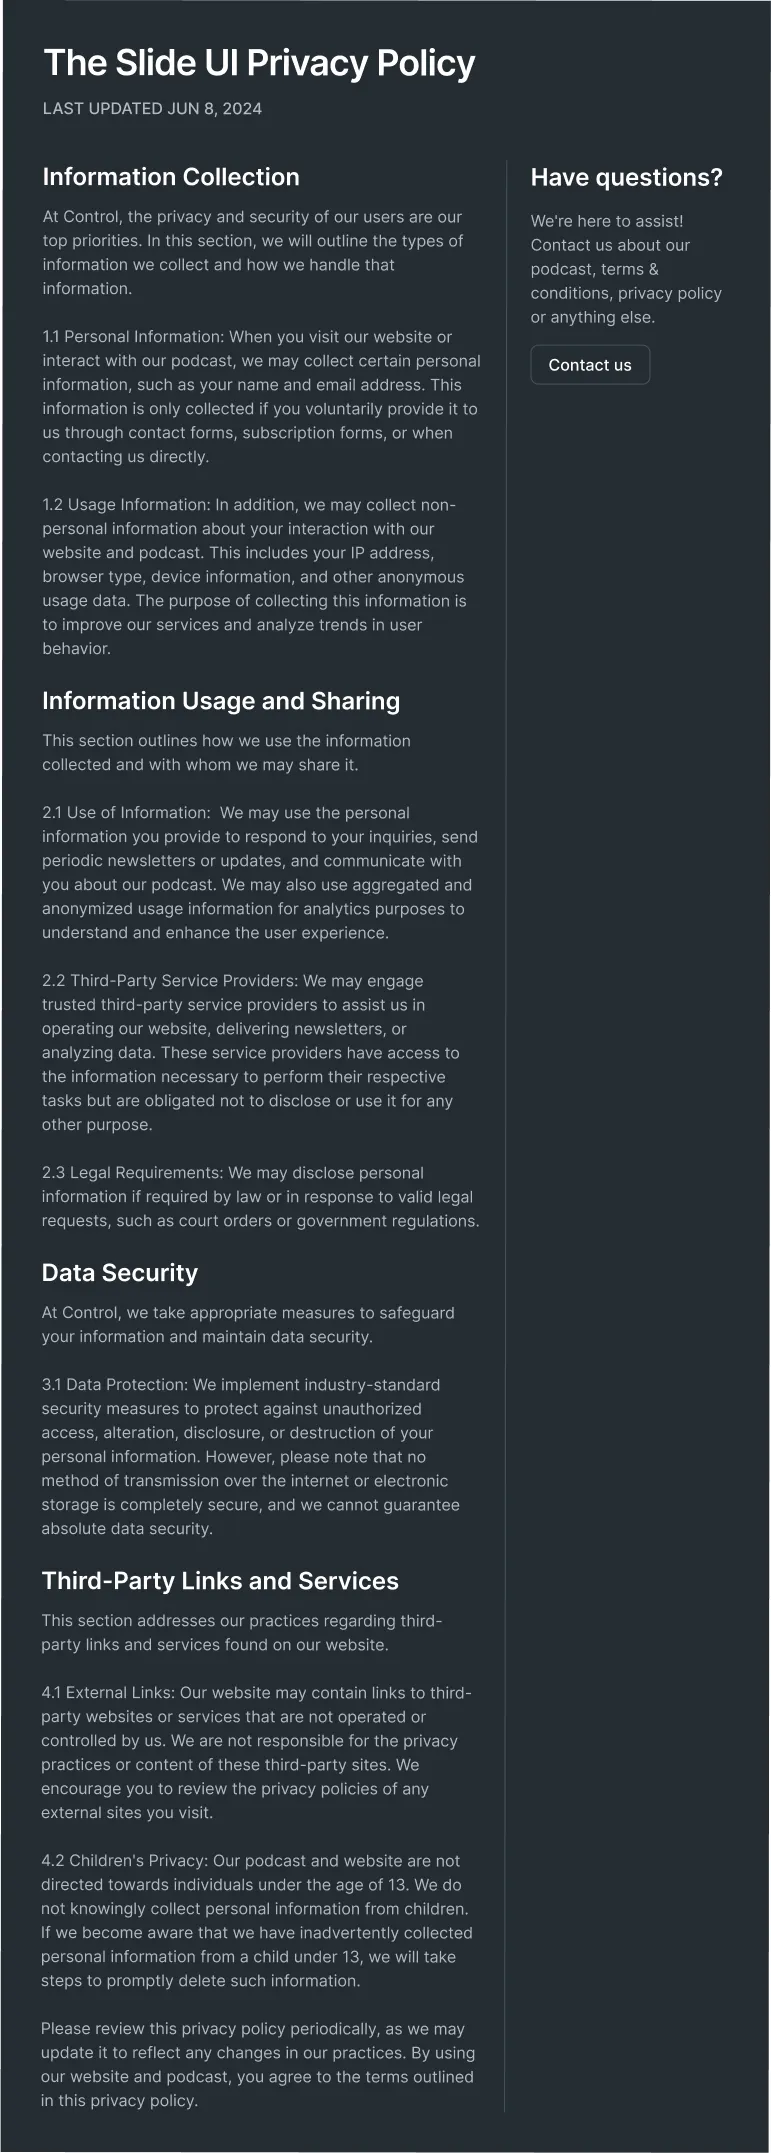 The Slide UI Privacy Policy
LAST UPDATED JUN 8, 2024
Information Collection
At Control, the privacy and security of our users are our
top priorities. In this section, we will outline the types of
information we collect and how we handle that
information.
1.1 Personal Information: When you visit our website or
interact with our podcast, we may collect certain personal
information, such as your name and email address. This
information is only collected if you voluntarily provide it to
us through contact forms, subscription forms, or when
contacting us directly.
1.2 Usage Information: In addition, we may collect non-
personal information about your interaction with our
website and podcast. This includes your IP address,
browser type, device information, and other anonymous
usage data. The purpose of collecting this information is
to improve our services and analyze trends in user
behavior.
Information Usage and Sharing
This section outlines how we use the information
collected and with whom we may share it.
2.1 Use of Information:  We may use the personal
information you provide to respond to your inquiries, send
periodic newsletters or updates, and communicate with
you about our podcast. We may also use aggregated and
anonymized usage information for analytics purposes to
understand and enhance the user experience.
2.2 Third-Party Service Providers: We may engage
trusted third-party service providers to assist us in
operating our website, delivering newsletters, or
analyzing data. These service providers have access to
the information necessary to perform their respective
tasks but are obligated not to disclose or use it for any
other purpose.
2.3 Legal Requirements: We may disclose personal
information if required by law or in response to valid legal
requests, such as court orders or government regulations.
Data Security
At Control, we take appropriate measures to safeguard
your information and maintain data security.
3.1 Data Protection: We implement industry-standard
security measures to protect against unauthorized
access, alteration, disclosure, or destruction of your
personal information. However, please note that no
method of transmission over the internet or electronic
storage is completely secure, and we cannot guarantee
absolute data security.
Third-Party Links and Services
This section addresses our practices regarding third-
party links and services found on our website.
4.1 External Links: Our website may contain links to third-
party websites or services that are not operated or
controlled by us. We are not responsible for the privacy
practices or content of these third-party sites. We
encourage you to review the privacy policies of any
external sites you visit.
4.2 Children's Privacy: Our podcast and website are not
directed towards individuals under the age of 13. We do
not knowingly collect personal information from children.
If we become aware that we have inadvertently collected
personal information from a child under 13, we will take
steps to promptly delete such information.
Please review this privacy policy periodically, as we may
update it to reflect any changes in our practices. By using
our website and podcast, you agree to the terms outlined
in this privacy policy.
Have questions?
We're here to assist!
Contact us about our
podcast, terms &
conditions, privacy policy
or anything else.
Contact us